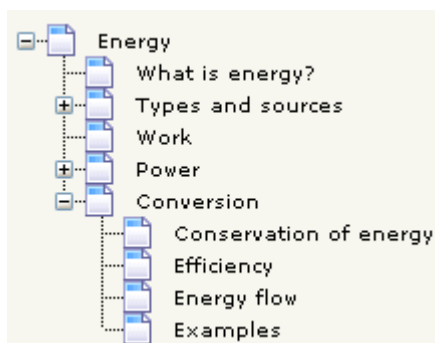 Energy
What is energy?
Types and sources
Work
Power
Conversion
Conservation of energy
Efficiency
Energy flow
Examples